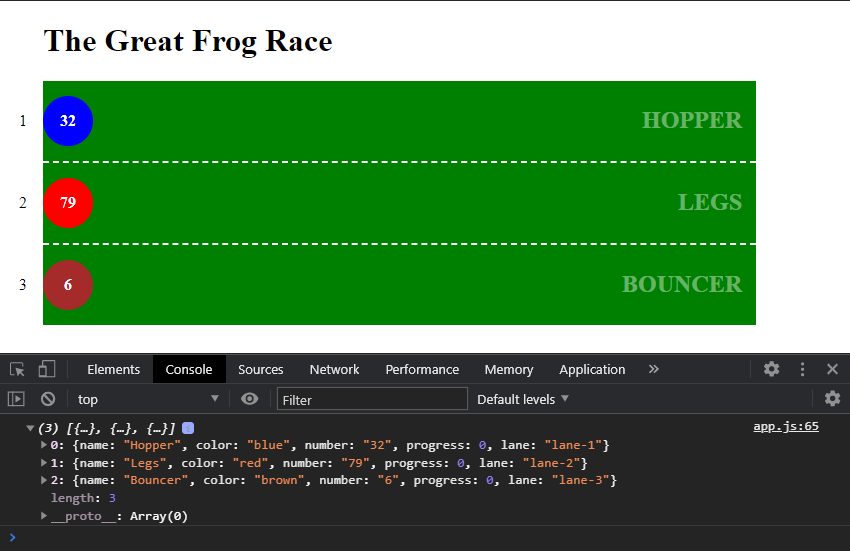 The Great Frog Race
1 32 HOPPER
2 79 LEGS
3 6 BOUNCER
Elements Console Sources Network Performance Memory Application »
top Filter Default levels
(3) [{…}, {…}, {…}] i app.js:65
0: {name: "Hopper", color: "blue", number: "32", progress: 0, lane: "lane-1"}
1: {name: "Legs", color: "red", number: "79", progress: 0, lane: "lane-2"}
2: {name: "Bouncer", color: "brown", number: "6", progress: 0, lane: "lane-3"}
length: 3
__proto__: Array(0)